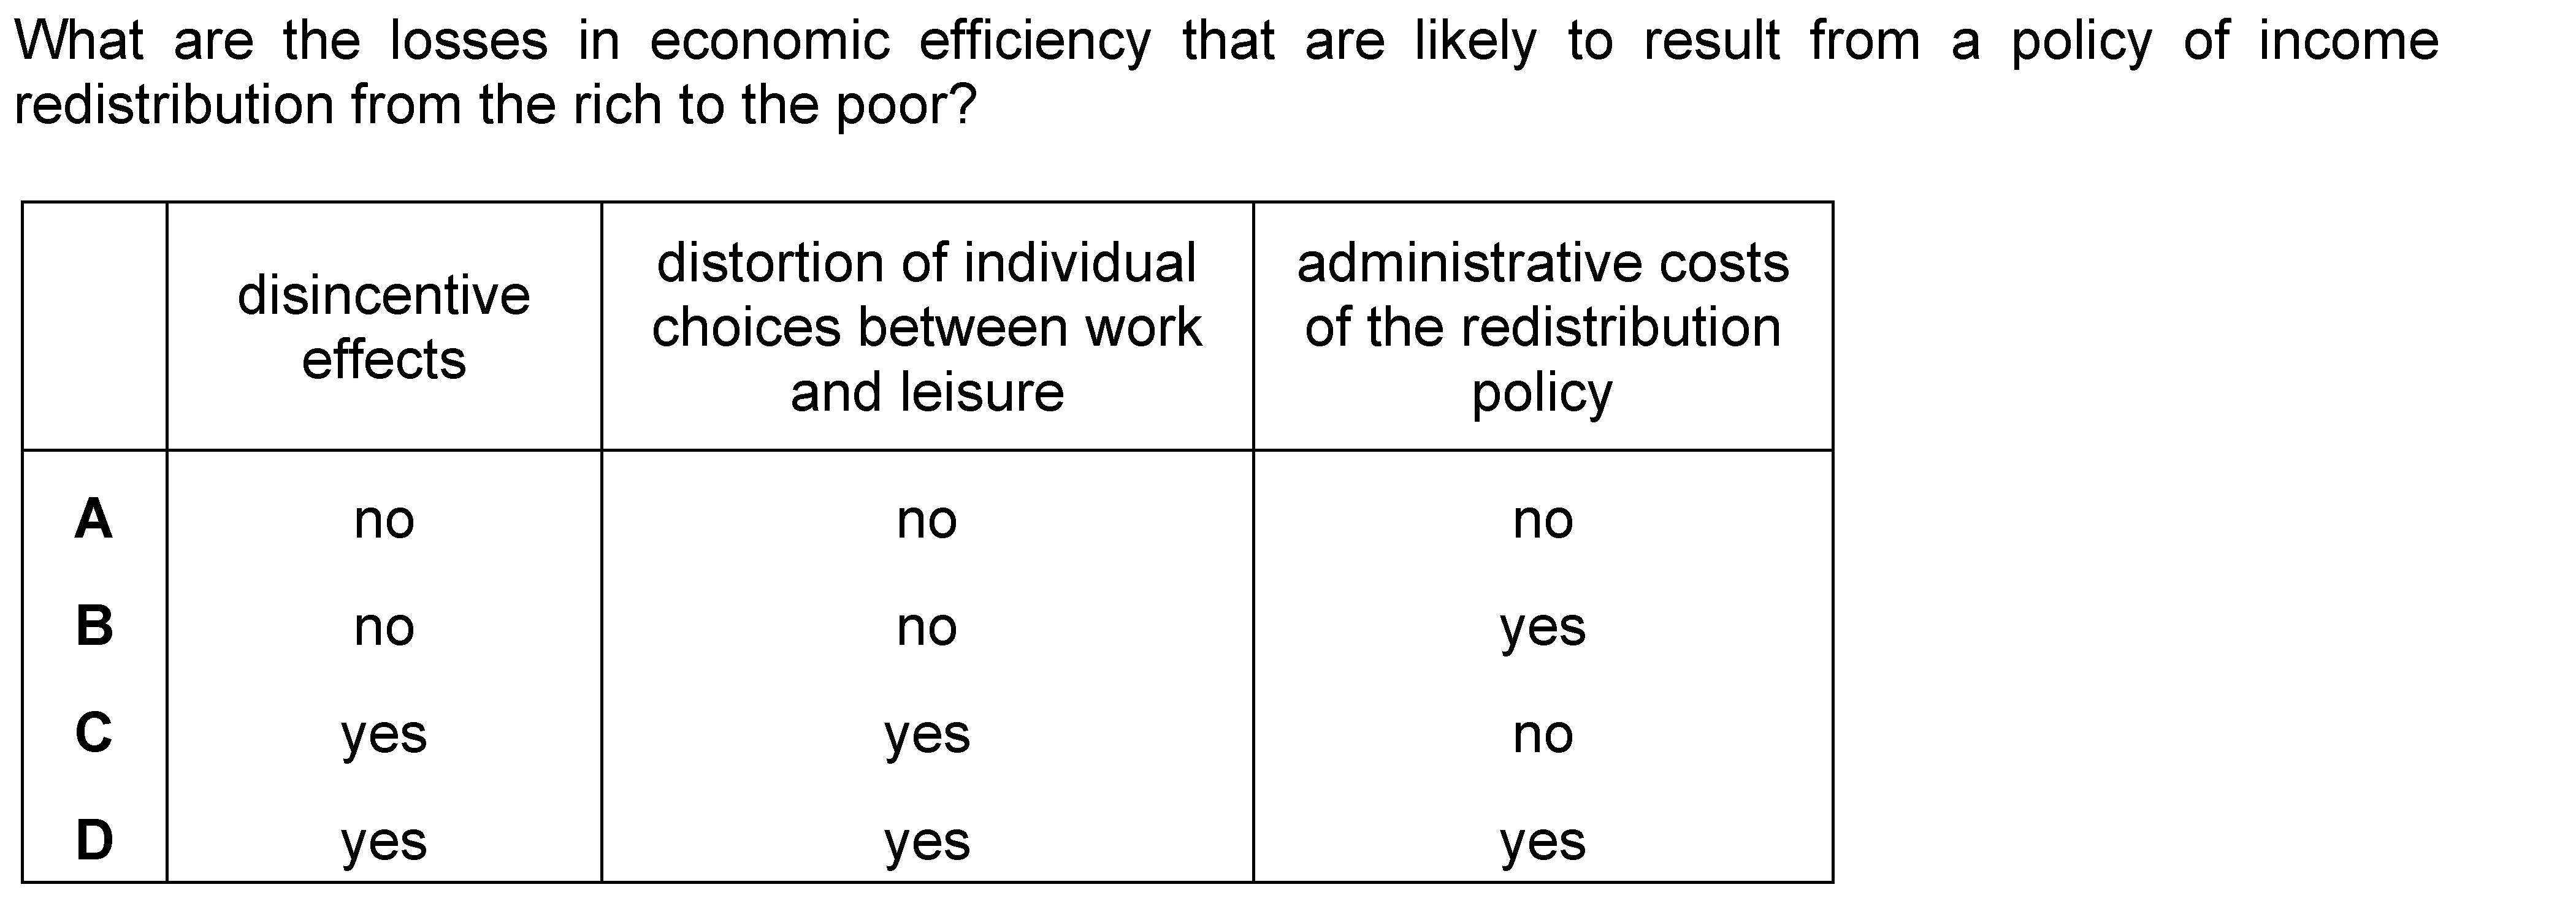 What are the losses in economic efficiency that are likely to result from a policy of income
redistribution from the rich to the poor?
disincentive
effects
distortion of individual
choices between work
and leisure
administrative costs
of the redistribution
policy
A no no no
B no no yes
C yes yes no
D yes yes yes